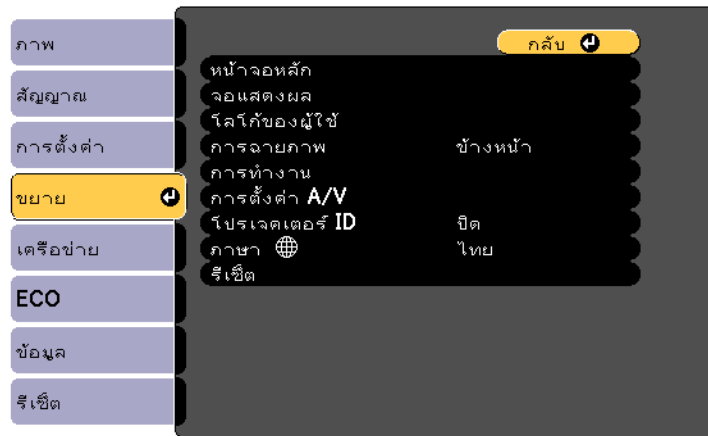 ภาพ
สัญญาณ
การตั้งค่า
ขยาย
เครือข่าย
ECO
ข้อมูล
รีเซ็ต
กลับ
หน้าจอหลัก
จอแสดงผล
โลโก้ของผู้ใช้
การฉายภาพ ข้างหน้า
การทำงาน
การตั้งค่า A/V
โปรเจคเตอร์ ID ปิด
ภาษา ไทย
รีเซ็ต